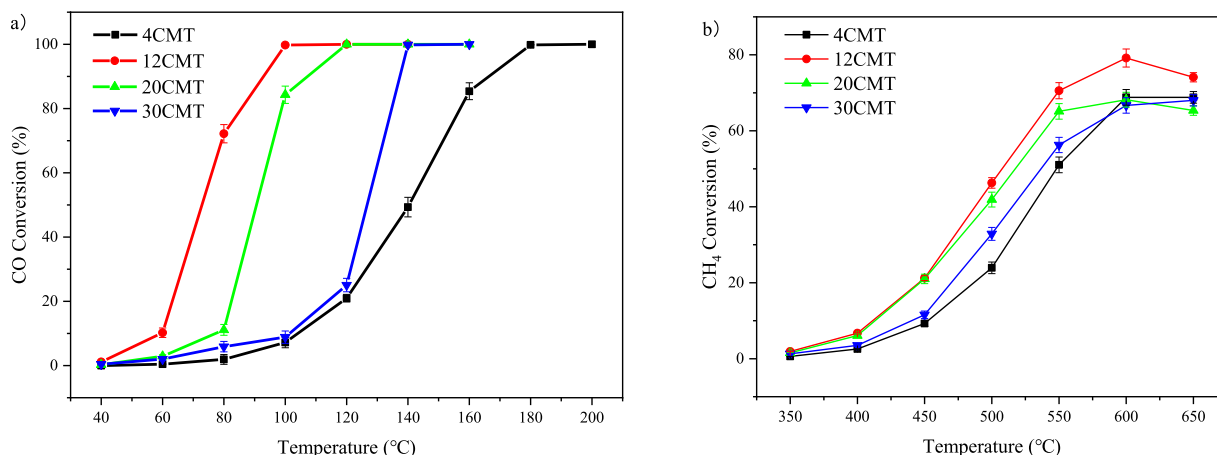 a)
4CMT
12CMT
20CMT
30CMT
CO Conversion (%)
100
80
60
40
20
0
40 60 80 100 120 140 160 180 200
Temperature (℃)
b)
4CMT
12CMT
20CMT
30CMT
CH₄ Conversion (%)
80
60
40
20
0
350 400 450 500 550 600 650
Temperature (℃)